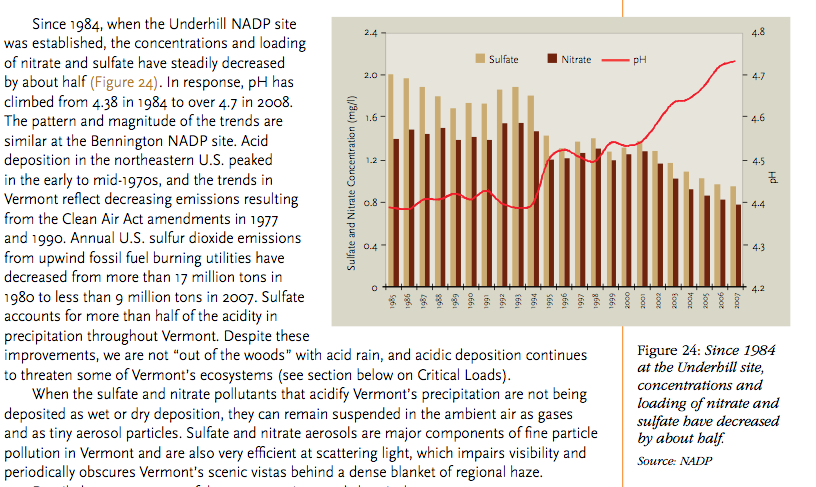 Since 1984, when the Underhill NADP site
was established, the concentrations and loading
of nitrate and sulfate have steadily decreased
by about half (Figure 24). In response, pH has
climbed from 4.38 in 1984 to over 4.7 in 2008.
The pattern and magnitude of the trends are
similar at the Bennington NADP site. Acid
deposition in the northeastern U.S. peaked
in the early to mid-1970s, and the trends in
Vermont reflect decreasing emissions resulting
from the Clean Air Act amendments in 1977
and 1990. Annual U.S. sulfur dioxide emissions
from upwind fossil fuel burning utilities have
decreased from more than 17 million tons in
1980 to less than 9 million tons in 2007. Sulfate
accounts for more than half of the acidity in
precipitation throughout Vermont. Despite these
improvements, we are not “out of the woods” with acid rain, and acidic deposition continues
to threaten some of Vermont’s ecosystems (see section below on Critical Loads).
When the sulfate and nitrate pollutants that acidify Vermont’s precipitation are not being
deposited as wet or dry deposition, they can remain suspended in the ambient air as gases
and as tiny aerosol particles. Sulfate and nitrate aerosols are major components of fine particle
pollution in Vermont and are also very efficient at scattering light, which impairs visibility and
periodically obscures Vermont’s scenic vistas behind a dense blanket of regional haze.
Sulfate Nitrate pH
Sulfate and Nitrate Concentration (mg/l)
2.4
2.0
1.6
1.2
0.8
0.4
0
4.8
4.7
4.6
4.5
4.4
4.3
4.2
pH
1985 1986 1987 1988 1989 1990 1991 1992 1993 1994 1995 1996 1997 1998 1999 2000 2001 2002 2003 2004 2005 2006 2007
Figure 24: Since 1984
at the Underhill site,
concentrations and
loading of nitrate and
sulfate have decreased
by about half.
Source: NADP